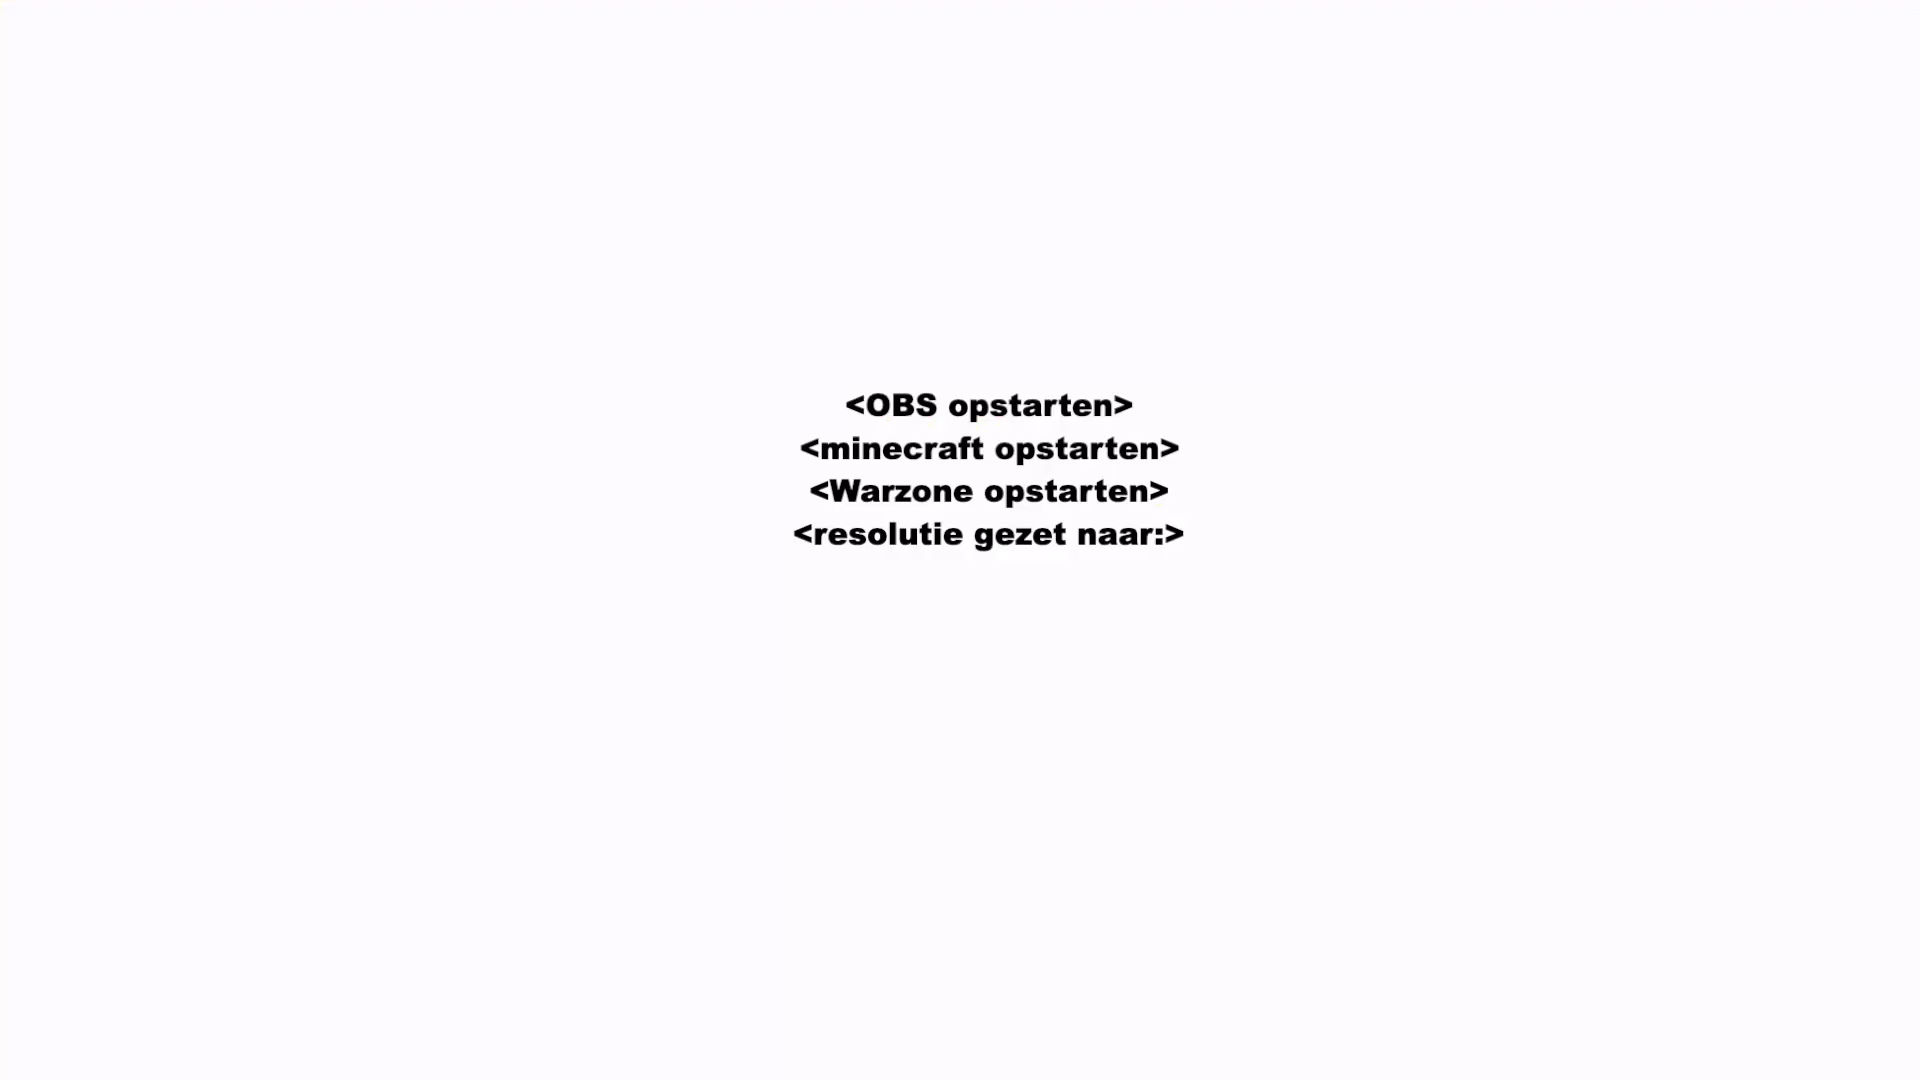 <OBS opstarten>
<minecraft opstarten>
<Warzone opstarten>
<resolutie gezet naar:>